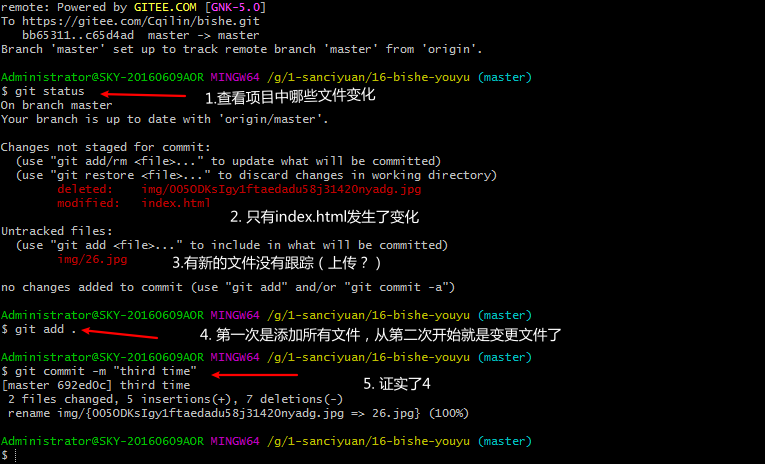 remote: Powered by GITEE.COM [GNK-5.0]
To https://gitee.com/Cqilin/bishe.git
bb65311..c65d4ad master -> master
Branch 'master' set up to track remote branch 'master' from 'origin'.
Administrator@SKY-20160609AOR MINGW64 /g/1-sanciyuan/16-bishe-youyu (master)
$ git status
1.查看项目中哪些文件变化
On branch master
Your branch is up to date with 'origin/master'.
Changes not staged for commit:
(use "git add/rm <file>..." to update what will be committed)
(use "git restore <file>..." to discard changes in working directory)
deleted: img/005ODKsIgy1ftaedadu58j31420nyadg.jpg
modified: index.html
2. 只有index.html发生了变化
Untracked files:
(use "git add <file>..." to include in what will be committed)
img/26.jpg
3.有新的文件没有跟踪（上传？）
no changes added to commit (use "git add" and/or "git commit -a")
Administrator@SKY-20160609AOR MINGW64 /g/1-sanciyuan/16-bishe-youyu (master)
$ git add .
4. 第一次是添加所有文件，从第二次开始就是变更文件了
Administrator@SKY-20160609AOR MINGW64 /g/1-sanciyuan/16-bishe-youyu (master)
$ git commit -m "third time"
[master 692ed0c] third time
5. 证实了4
2 files changed, 5 insertions(+), 7 deletions(-)
rename img/{005ODKsIgy1ftaedadu58j31420nyadg.jpg => 26.jpg} (100%)
Administrator@SKY-20160609AOR MINGW64 /g/1-sanciyuan/16-bishe-youyu (master)
$